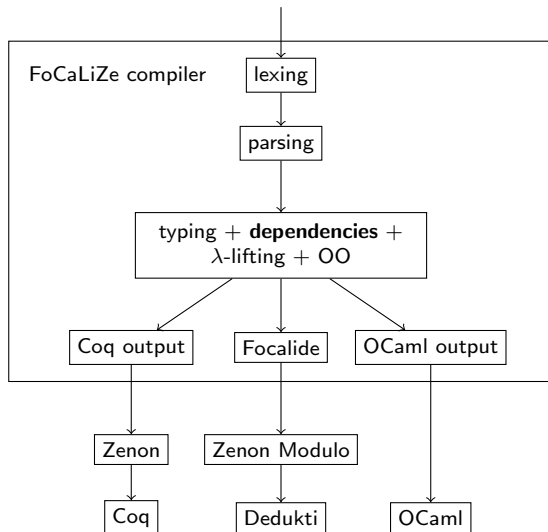 FoCaLiZe compiler
lexing
parsing
typing + dependencies +
λ-lifting + OO
Coq output
Focalide
OCaml output
Zenon
Zenon Modulo
Coq
Dedukti
OCaml